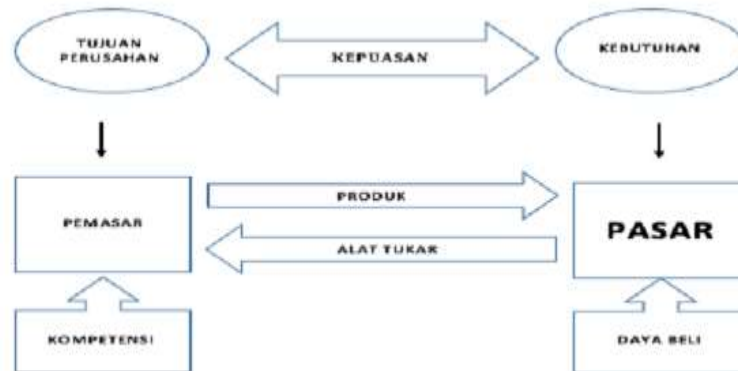 TUJUAN
PERUSAHAN
KEPUASAN
KEBUTUHAN
PRODUK
PEMASAR
PASAR
ALAT TUKAR
KOMPETENSI
DAYA BELI